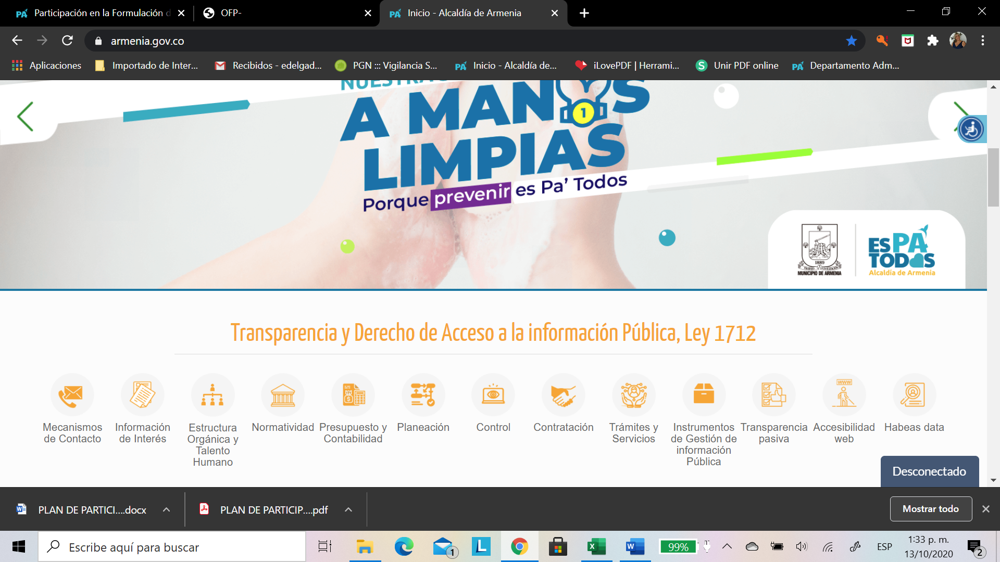 Participación en la Formulación d
OFP-
Inicio - Alcaldía de Armenia
armenia.gov.co
Aplicaciones
Importado de Inter...
Recibidos - edelgad...
PGN ::: Vigilancia S...
Inicio - Alcaldía de...
iLovePDF | Herrami...
Unir PDF online
Departamento Adm...
A MANOS
LIMPIAS
Porque prevenir es Pa' Todos
1
1889
MUNICIPIO DE ARMENIA
ES PA
TODOS
Alcaldía de Armenia
Transparencia y Derecho de Acceso a la información Pública, Ley 1712
Mecanismos
de Contacto
Información
de Interés
Estructura
Orgánica y
Talento
Humano
Normatividad
Presupuesto y
Contabilidad
Planeación
Control
Contratación
Trámites y
Servicios
Instrumentos
de Gestión de
información
Pública
Transparencia
pasiva
WWW
Accesibilidad
web
Habeas data
Desconectado
PLAN DE PARTICI....docx
PLAN DE PARTICIP....pdf
Mostrar todo
Escribe aquí para buscar
1
99%
ESP
1:33 p. m.
13/10/2020
2